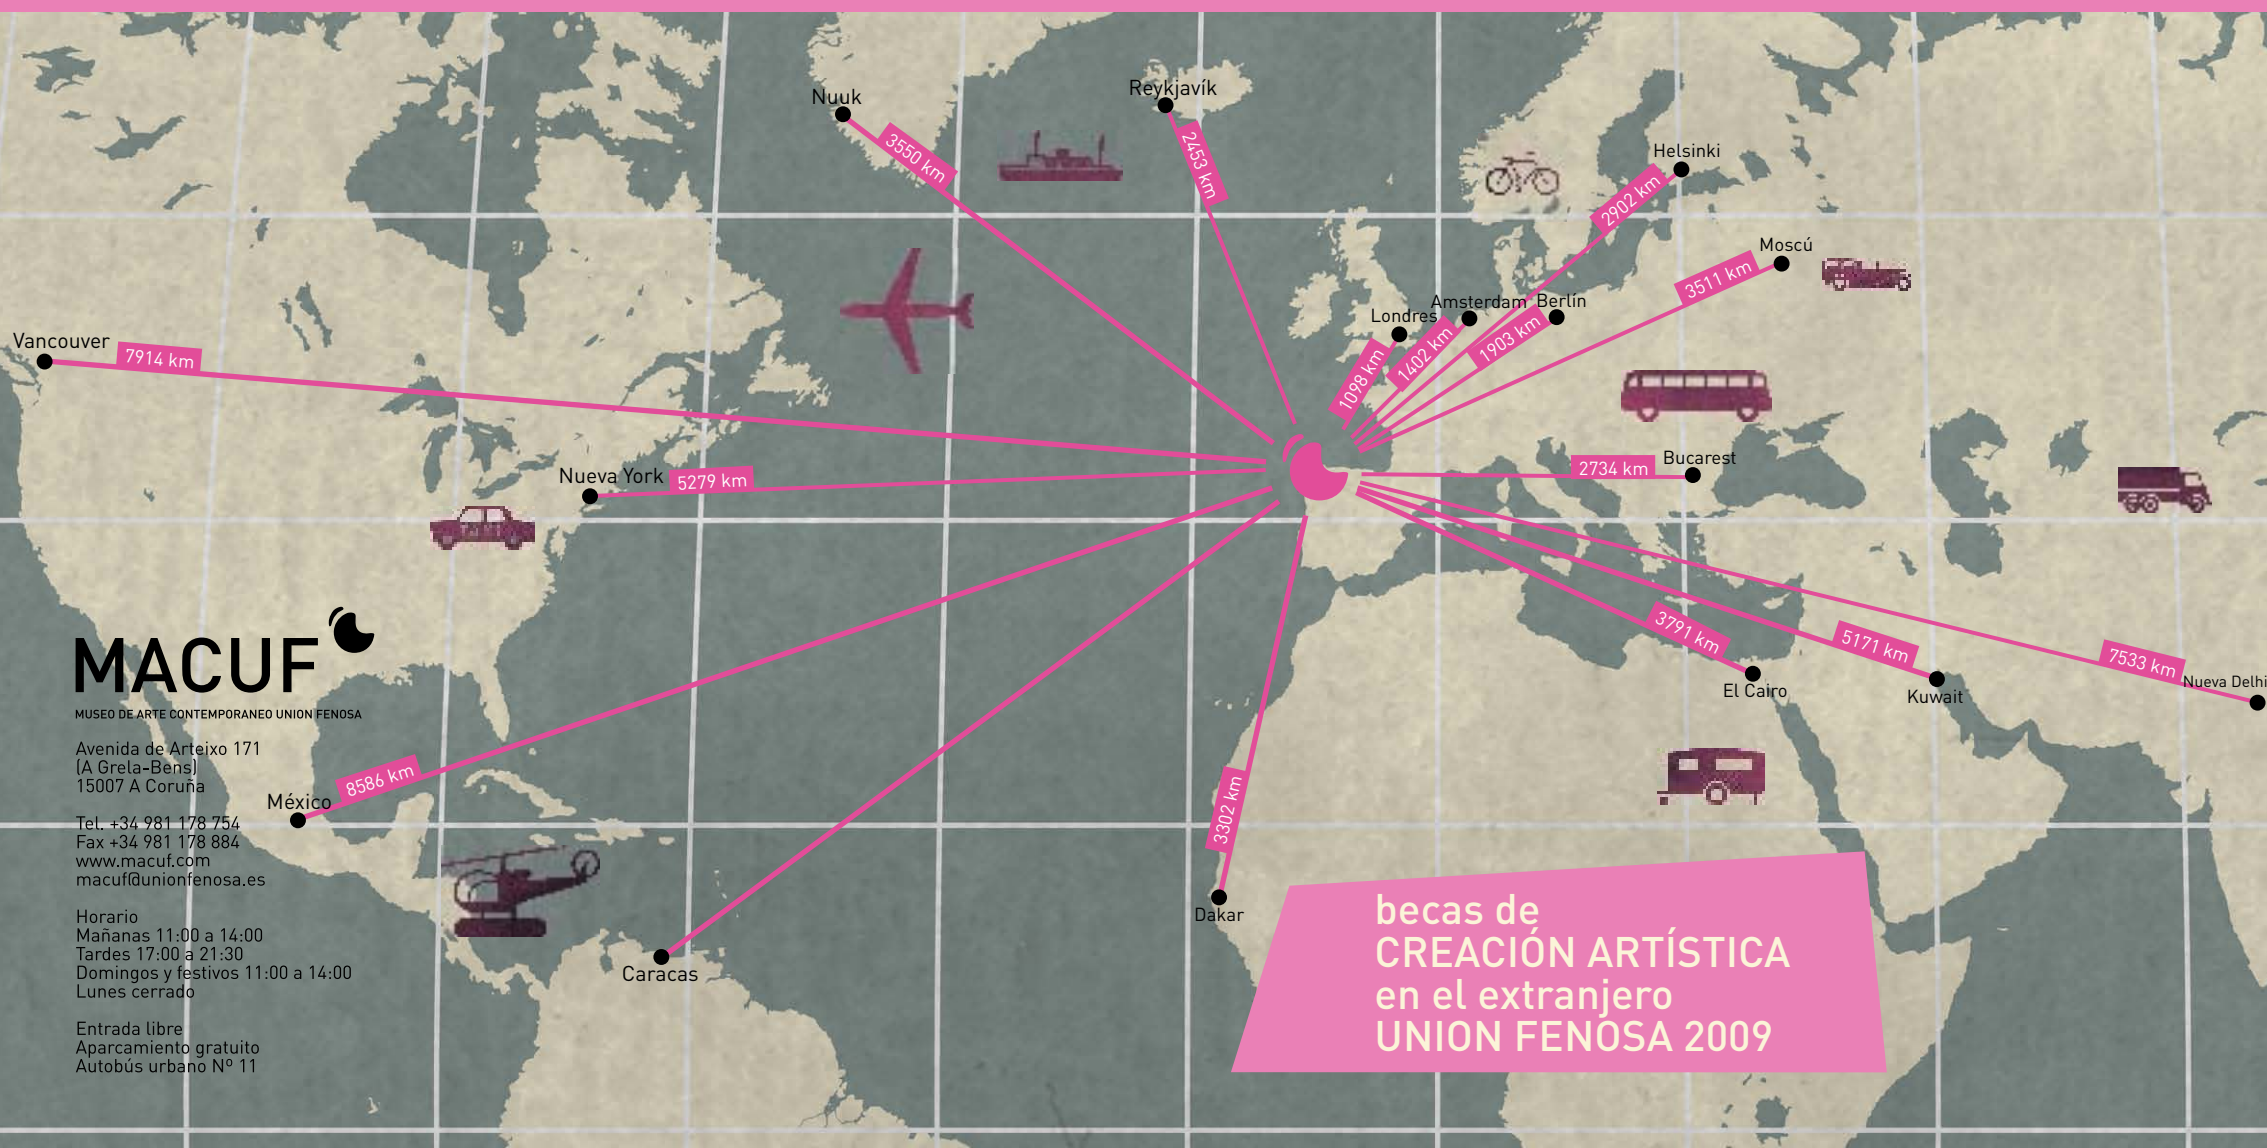 Nuuk
3550 km
Reykjavík
2453 km
Helsinki
2902 km
Moscú
3511 km
Amsterdam
1402 km
Berlín
1903 km
Londres
1098 km
Vancouver
7914 km
Nueva York
5279 km
2734 km
Bucarest
3791 km
El Cairo
5171 km
Kuwait
7533 km
Nueva Delhi
México
8586 km
Caracas
3302 km
Dakar
TAXI
MACUF
MUSEO DE ARTE CONTEMPORANEO UNION FENOSA
Avenida de Arteixo 171
(A Grela-Bens)
15007 A Coruña
Tel. +34 981 178 754
Fax +34 981 178 884
www.macuf.com
macuf@unionfenosa.es
Horario
Mañanas 11:00 a 14:00
Tardes 17:00 a 21:30
Domingos y festivos 11:00 a 14:00
Lunes cerrado
Entrada libre
Aparcamiento gratuito
Autobús urbano Nº 11
becas de
CREACIÓN ARTÍSTICA
en el extranjero
UNION FENOSA 2009